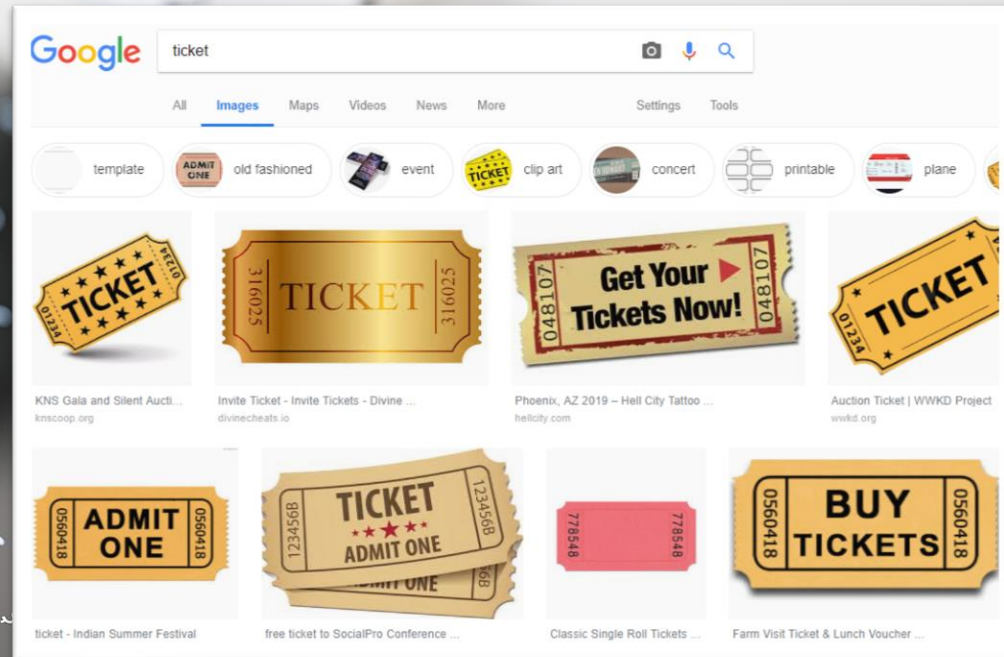 Google
ticket
All Images Maps Videos News More Settings Tools
template
ADMIT
ONE
old fashioned
event
TICKET
clip art
concert
printable
plane
TICKET
01234
01234
316025
TICKET
316025
048107
Get Your
Tickets Now!
048107
TICKET
01234
KNS Gala and Silent Aucti...
knscoop.org
Invite Ticket - Invite Tickets - Divine ...
divinecheats.io
Phoenix, AZ 2019 – Hell City Tattoo ...
hellcity.com
Auction Ticket | WWKD Project
wwkd.org
0560418
ADMIT
ONE
0560418
123456B
TICKET
ADMIT ONE
123456B
ADMIT ONE
778548
778548
0560418
BUY
TICKETS
0560418
ticket - Indian Summer Festival
free ticket to SocialPro Conference ...
Classic Single Roll Tickets ...
Farm Visit Ticket & Lunch Voucher ...